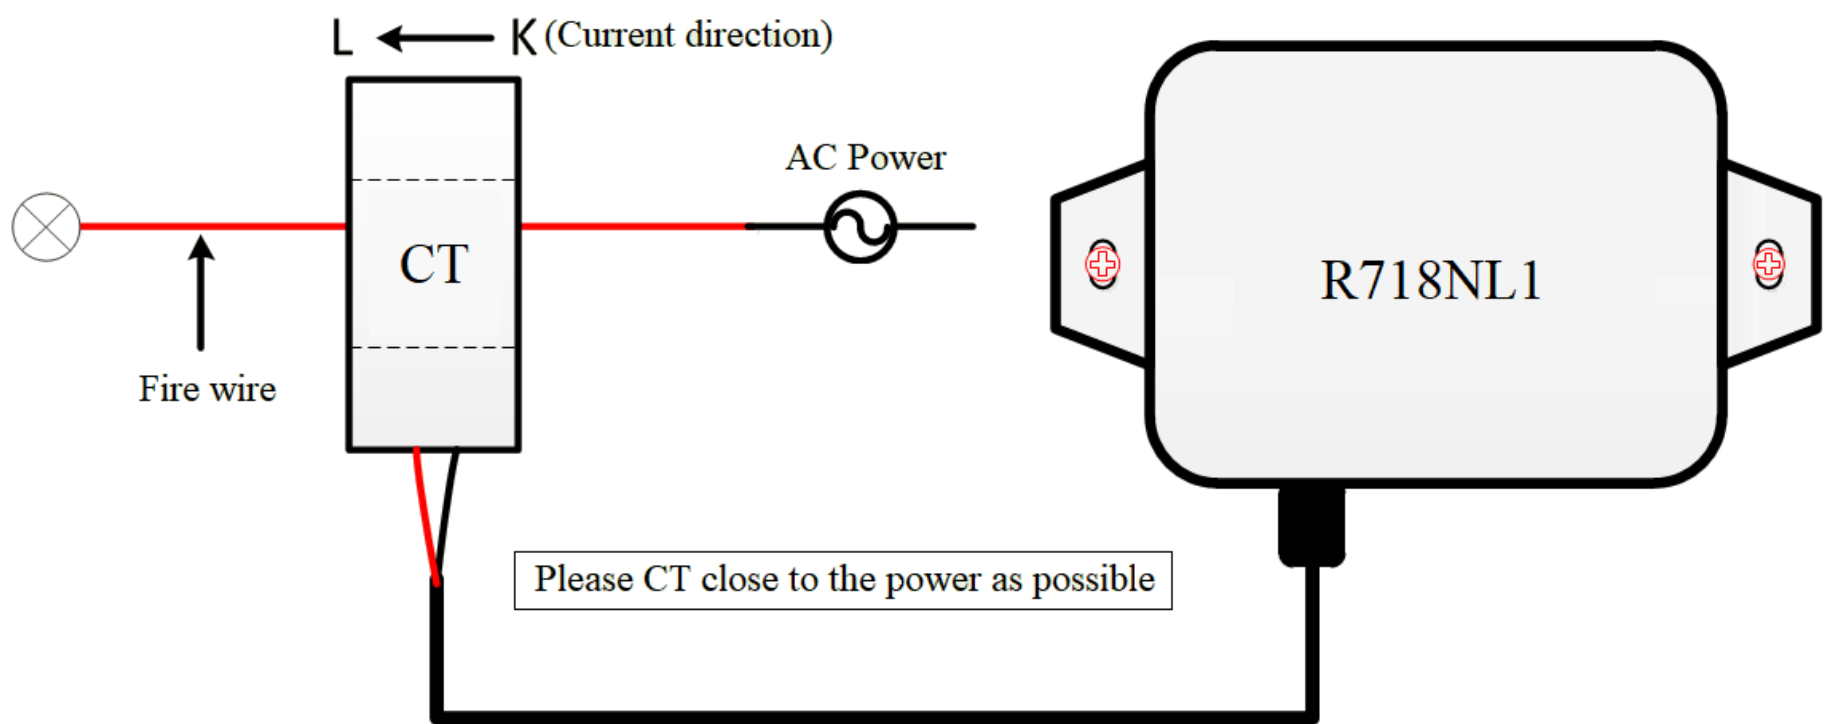 L K (Current direction)
AC Power
CT
R718NL1
Fire wire
Please CT close to the power as possible